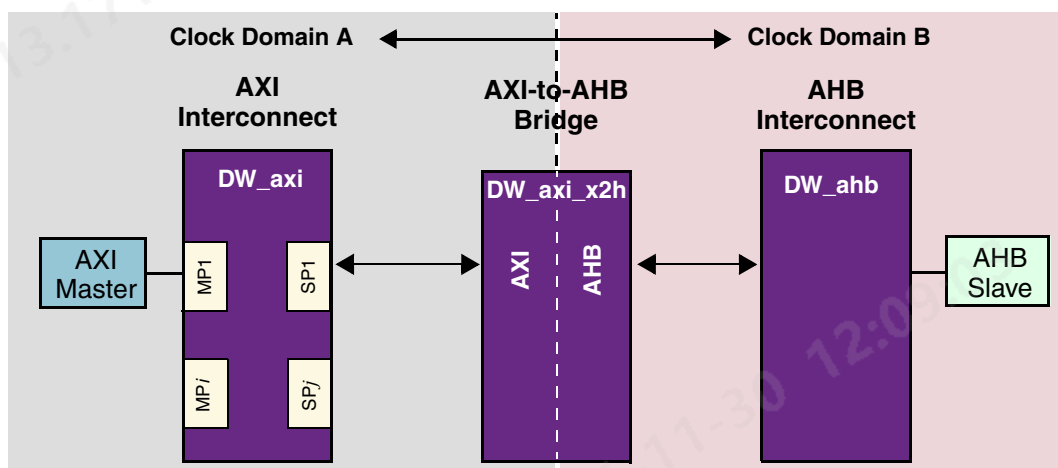 Clock Domain A
Clock Domain B
AXI
Interconnect
AXI-to-AHB
Bridge
AHB
Interconnect
DW_axi
DW_axi_x2h
DW_ahb
AXI
Master
MP1
SP1
AXI
AHB
AHB
Slave
MPi
SPj